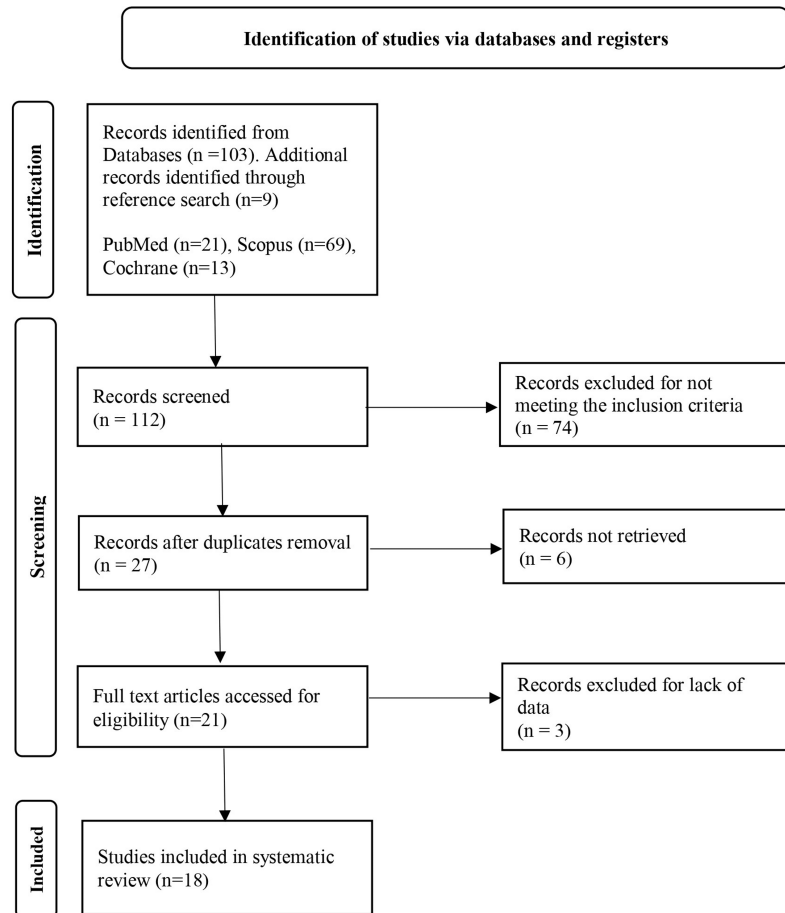 Identification of studies via databases and registers
Identification
Records identified from
Databases (n =103). Additional
records identified through
reference search (n=9)
PubMed (n=21), Scopus (n=69),
Cochrane (n=13)
Screening
Records screened
(n = 112)
Records excluded for not
meeting the inclusion criteria
(n = 74)
Records after duplicates removal
(n = 27)
Records not retrieved
(n = 6)
Full text articles accessed for
eligibility (n=21)
Records excluded for lack of
data
(n = 3)
Included
Studies included in systematic
review (n=18)